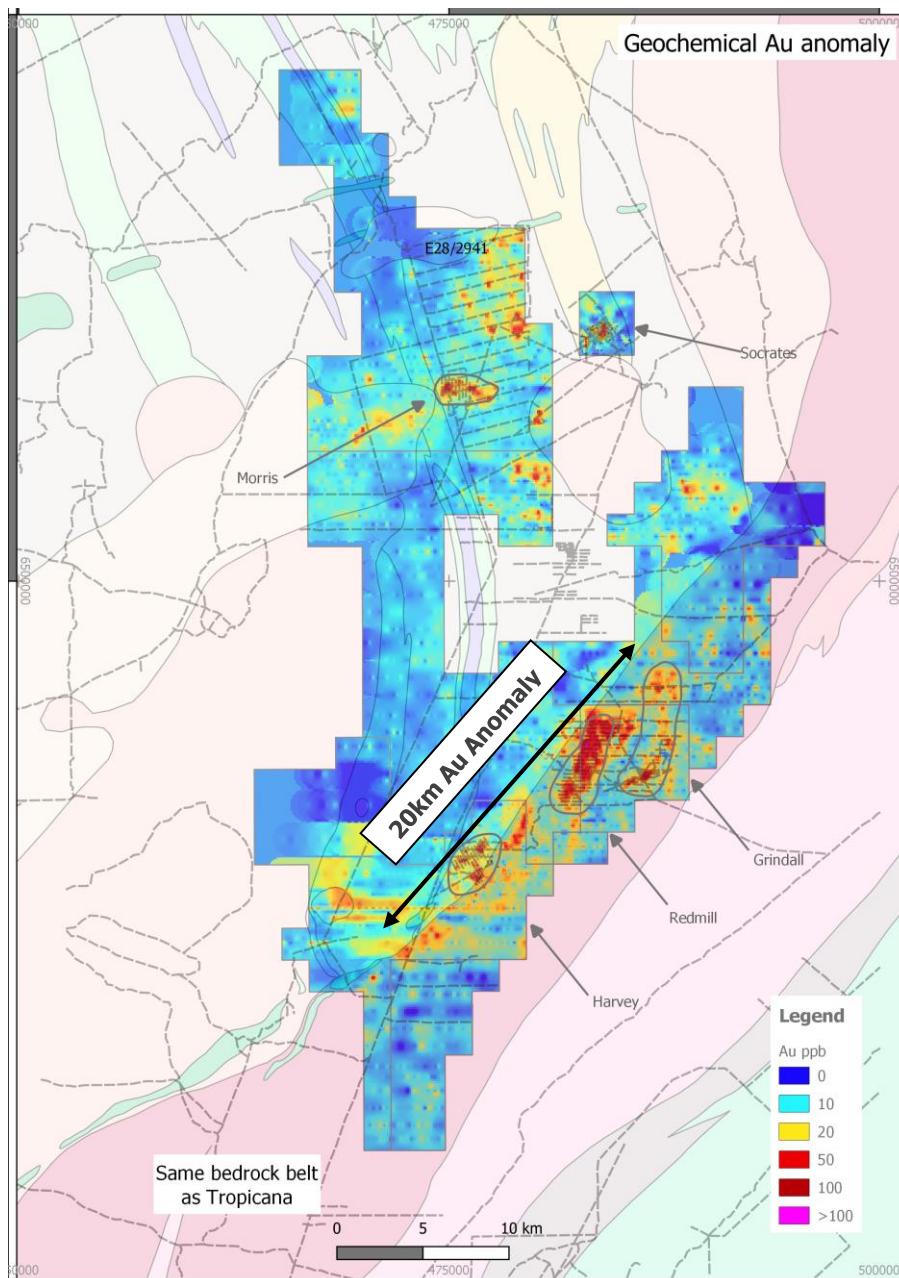 475000
500000
Geochemical Au anomaly
E28/2941
Socrates
Morris
6500000
20km Au Anomaly
Grindall
Redmill
Harvey
Legend
Au ppb
0
10
20
50
100
>100
Same bedrock belt
as Tropicana
0
5
10 km
475000
500000